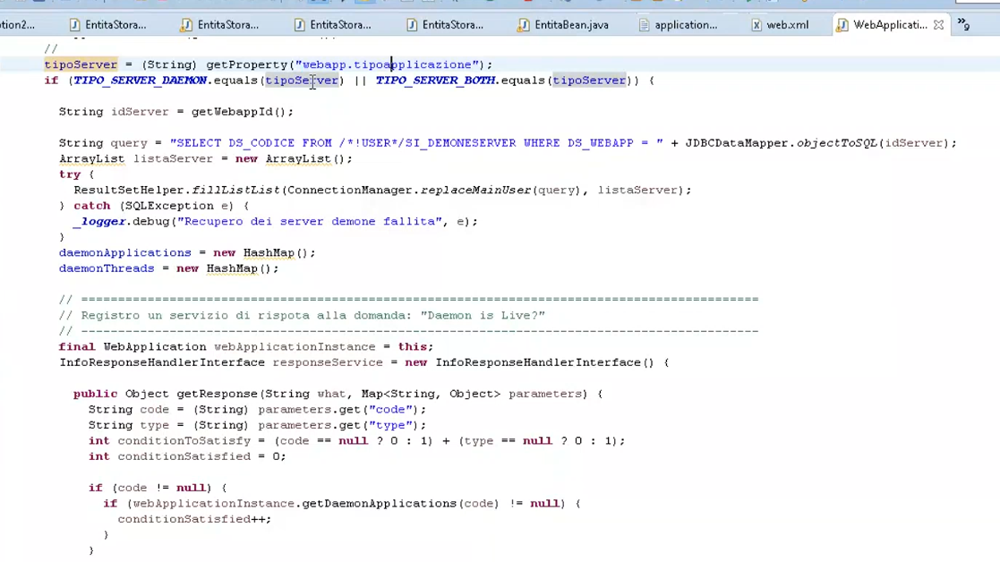 ption2...
EntitaStora...
EntitaStora...
EntitaStora...
EntitaStora...
EntitaBean.java
application....
web.xml
WebApplicati...
»9
//
tipoServer = (String) getProperty("webapp.tipoapplicazione");
if (TIPO_SERVER_DAEMON.equals(tipoServer) || TIPO_SERVER_BOTH.equals(tipoServer)) {
String idServer = getWebappId();
String query = "SELECT DS_CODICE FROM /*!USER*/SI_DEMONESERVER WHERE DS_WEBAPP = " + JDBCDataMapper.objectToSQL(idServer);
ArrayList listaServer = new ArrayList();
try {
ResultSetHelper.fillListList(ConnectionManager.replaceMainUser(query), listaServer);
} catch (SQLException e) {
_logger.debug("Recupero dei server demone fallita", e);
}
daemonApplications = new HashMap();
daemonThreads = new HashMap();
// ============================================================================================
// Registro un servizio di rispota alla domanda: "Daemon is Live?"
// --------------------------------------------------------------------------------------------
final WebApplication webApplicationInstance = this;
InfoResponseHandlerInterface responseService = new InfoResponseHandlerInterface() {
public Object getResponse(String what, Map<String, Object> parameters) {
String code = (String) parameters.get("code");
String type = (String) parameters.get("type");
int conditionToSatisfy = (code == null ? 0 : 1) + (type == null ? 0 : 1);
int conditionSatisfied = 0;
if (code != null) {
if (webApplicationInstance.getDaemonApplications(code) != null) {
conditionSatisfied++;
}
}